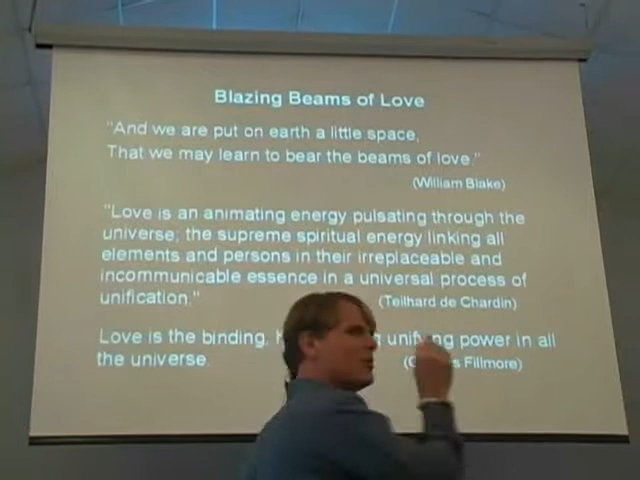 Blazing Beams of Love
"And we are put on earth a little space,
That we may learn to bear the beams of love."
(William Blake)
"Love is an animating energy pulsating through the
universe; the supreme spiritual energy linking all
elements and persons in their irreplaceable and
incommunicable essence in a universal process of
unification."
(Teilhard de Chardin)
Love is the binding, unifying power in all
the universe.
Fillmore)